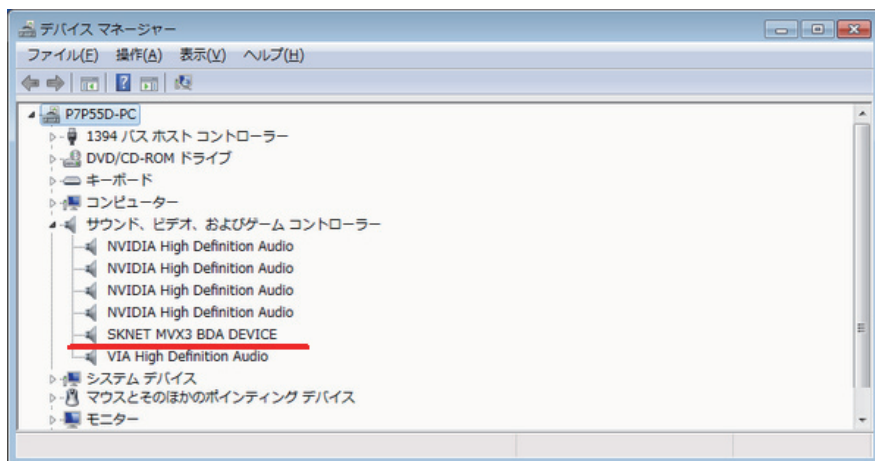 デバイス マネージャー
ファイル(F) 操作(A) 表示(V) ヘルプ(H)
P7P55D-PC
1394 バス ホスト コントローラー
DVD/CD-ROM ドライブ
キーボード
コンピューター
サウンド、ビデオ、およびゲーム コントローラー
NVIDIA High Definition Audio
NVIDIA High Definition Audio
NVIDIA High Definition Audio
NVIDIA High Definition Audio
SKNET MVX3 BDA DEVICE
VIA High Definition Audio
システム デバイス
マウスとそのほかのポインティング デバイス
モニター